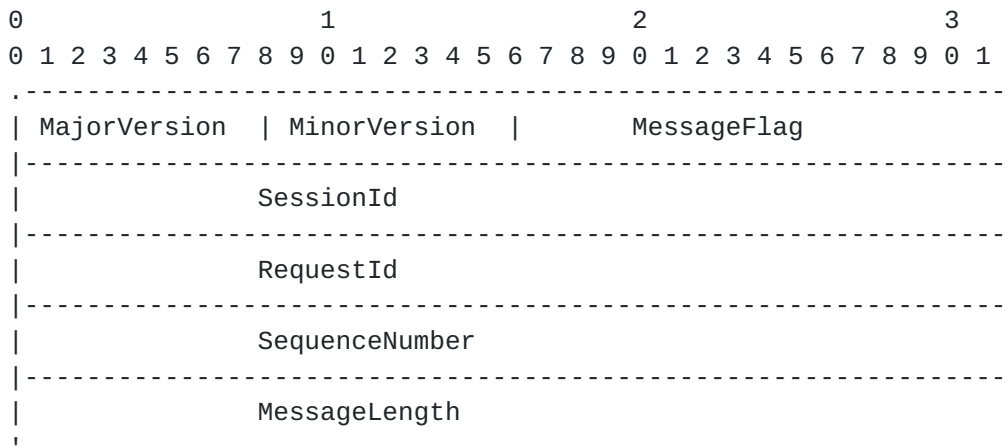 0                   1                   2                   3
0 1 2 3 4 5 6 7 8 9 0 1 2 3 4 5 6 7 8 9 0 1 2 3 4 5 6 7 8 9 0 1
.---------------------------------------------------------------
| MajorVersion  | MinorVersion  |       MessageFlag
|---------------------------------------------------------------
|               SessionId
|---------------------------------------------------------------
|               RequestId
|---------------------------------------------------------------
|               SequenceNumber
|---------------------------------------------------------------
|               MessageLength
'